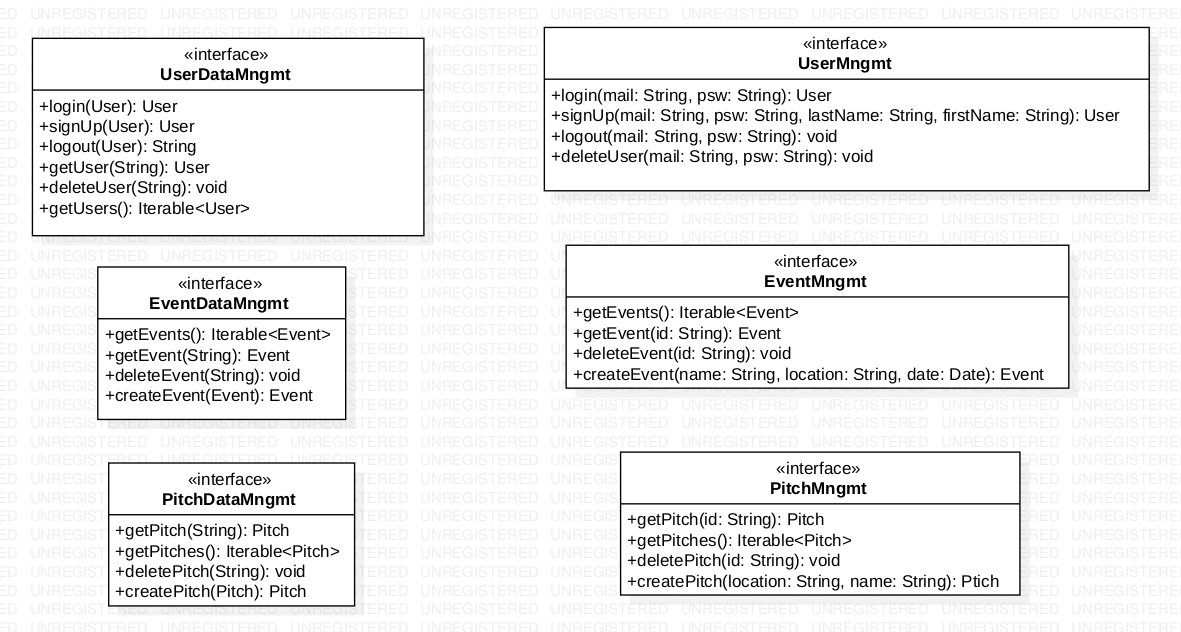 «interface»
UserDataMngmt
+login(User): User
+signUp(User): User
+logout(User): String
+getUser(String): User
+deleteUser(String): void
+getUsers(): Iterable<User>
«interface»
UserMngmt
+login(mail: String, psw: String): User
+signUp(mail: String, psw: String, lastName: String, firstName: String): User
+logout(mail: String, psw: String): void
+deleteUser(mail: String, psw: String): void
«interface»
EventDataMngmt
+getEvents(): Iterable<Event>
+getEvent(String): Event
+deleteEvent(String): void
+createEvent(Event): Event
«interface»
EventMngmt
+getEvents(): Iterable<Event>
+getEvent(id: String): Event
+deleteEvent(id: String): void
+createEvent(name: String, location: String, date: Date): Event
«interface»
PitchDataMngmt
+getPitch(String): Pitch
+getPitches(): Iterable<Pitch>
+deletePitch(String): void
+createPitch(Pitch): Pitch
«interface»
PitchMngmt
+getPitch(id: String): Pitch
+getPitches(): Iterable<Pitch>
+deletePitch(id: String): void
+createPitch(location: String, name: String): Ptich
UNREGISTERED